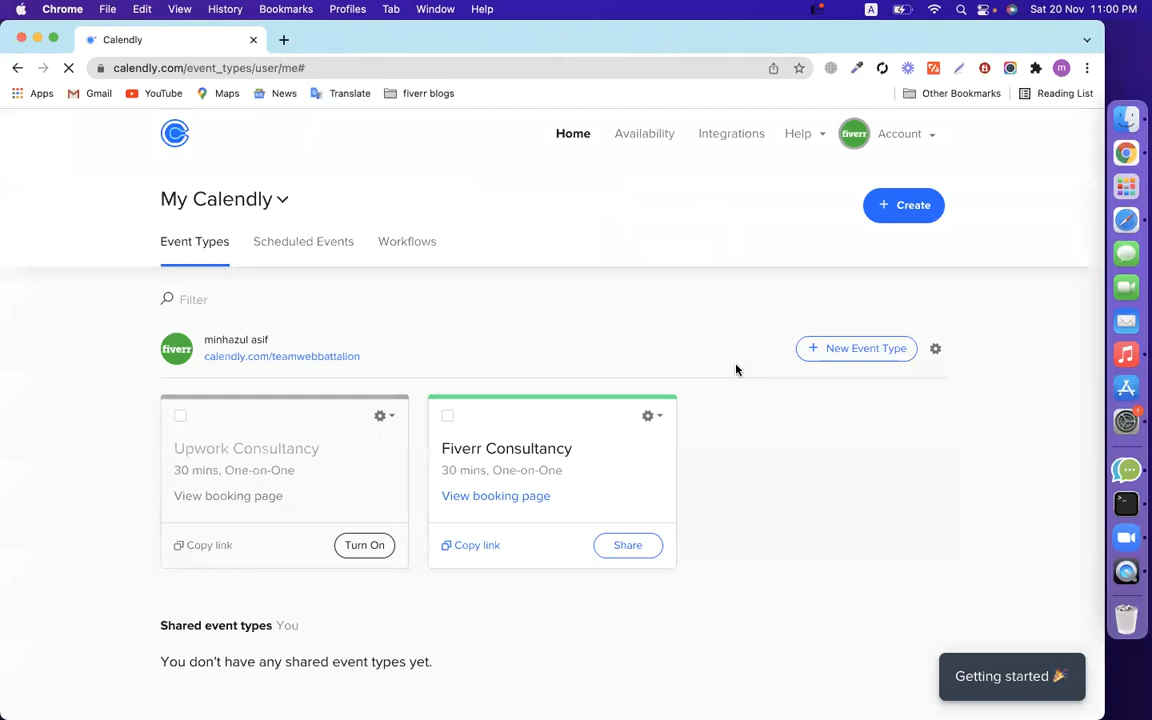 Chrome File Edit View History Bookmarks Profiles Tab Window Help A Sat 20 Nov 11:00 PM
Calendly
calendly.com/event_types/user/me#
m
Apps Gmail YouTube Maps News Translate fiverr blogs Other Bookmarks Reading List
Home Availability Integrations Help fiverr Account
My Calendly
+ Create
Event Types Scheduled Events Workflows
Filter
fiverr
minhazul asif
calendly.com/teamwebbattalion
+ New Event Type
Upwork Consultancy
30 mins, One-on-One
View booking page
Copy link Turn On
Fiverr Consultancy
30 mins, One-on-One
View booking page
Copy link Share
Shared event types You
You don't have any shared event types yet.
Getting started 🎉